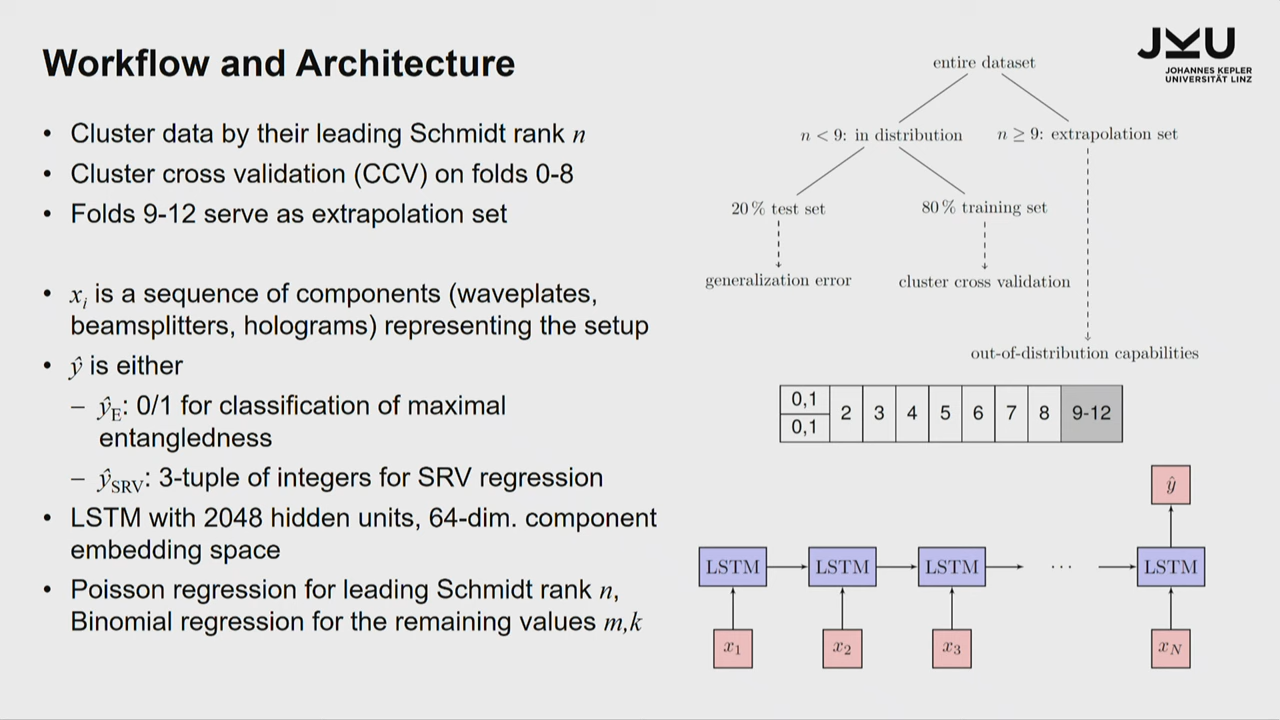 Workflow and Architecture
JKU
JOHANNES KEPLER
UNIVERSITÄT LINZ
• Cluster data by their leading Schmidt rank n
• Cluster cross validation (CCV) on folds 0-8
• Folds 9-12 serve as extrapolation set
• xᵢ is a sequence of components (waveplates,
beamsplitters, holograms) representing the setup
• ŷ is either
– ŷ_E: 0/1 for classification of maximal
entangledness
– ŷ_SRV: 3-tuple of integers for SRV regression
• LSTM with 2048 hidden units, 64-dim. component
embedding space
• Poisson regression for leading Schmidt rank n,
Binomial regression for the remaining values m,k
entire dataset
n < 9: in distribution
n ≥ 9: extrapolation set
20 % test set
80 % training set
generalization error
cluster cross validation
out-of-distribution capabilities
0,1
0,1
2
3
4
5
6
7
8
9-12
ŷ
LSTM
LSTM
LSTM
···
LSTM
x₁
x₂
x₃
x_N